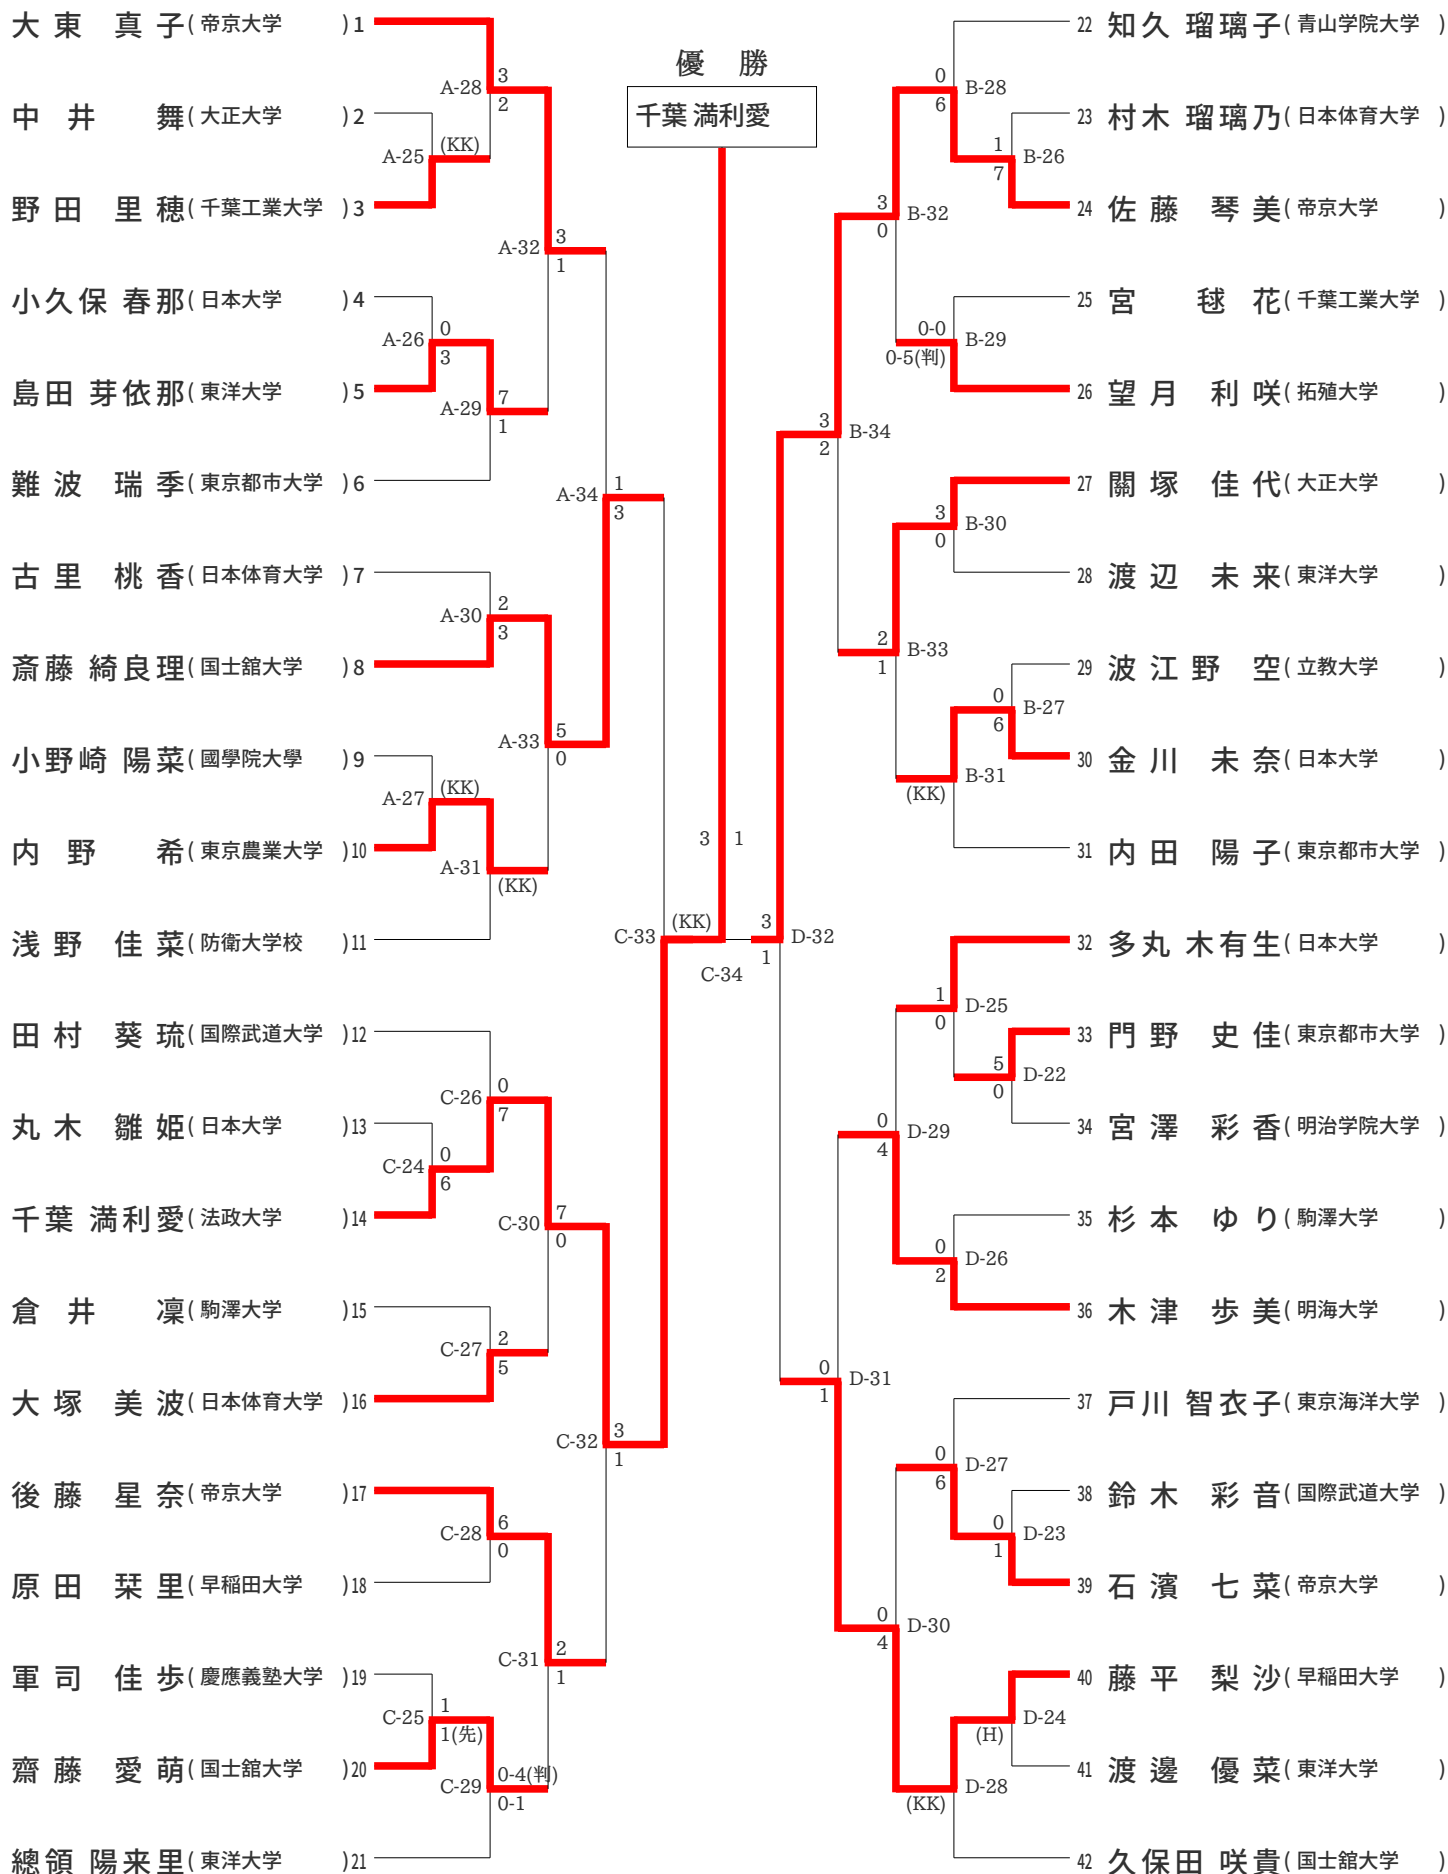 優　勝
千葉 満利愛
大東　真子(帝京大学)1
中井　　舞(大正大学)2
野田　里穂(千葉工業大学)3
小久保 春那(日本大学)4
島田 芽依那(東洋大学)5
難波　瑞季(東京都市大学)6
古里　桃香(日本体育大学)7
斎藤 綺良理(国士舘大学)8
小野崎 陽菜(國學院大學)9
内野　　希(東京農業大学)10
浅野　佳菜(防衛大学校)11
田村　葵琉(国際武道大学)12
丸木　雛姫(日本大学)13
千葉 満利愛(法政大学)14
倉井　　凜(駒澤大学)15
大塚　美波(日本体育大学)16
後藤　星奈(帝京大学)17
原田　栞里(早稲田大学)18
軍司　佳歩(慶應義塾大学)19
齋藤　愛萌(国士舘大学)20
總領 陽来里(東洋大学)21
A-28 3 2
A-25 (KK)
A-32 3 1
A-26 0 3
A-29 7 1
A-34 1 3
A-30 2 3
A-33 5 0
A-27 (KK)
A-31 (KK)
C-33 (KK)
C-34 3 1
C-26 0 7
C-24 0 6
C-30 7 0
C-27 2 5
C-32 3 1
C-28 6 0
C-31 2 1
C-25 1 1(先)
C-29 0-4(判) 0-1
22 知久 瑠璃子(青山学院大学)
23 村木 瑠璃乃(日本体育大学)
24 佐藤　琴美(帝京大学)
25 宮　　毬花(千葉工業大学)
26 望月　利咲(拓殖大学)
27 關塚　佳代(大正大学)
28 渡辺　未来(東洋大学)
29 波江野　空(立教大学)
30 金川　未奈(日本大学)
31 内田　陽子(東京都市大学)
32 多丸 木有生(日本大学)
33 門野　史佳(東京都市大学)
34 宮澤　彩香(明治学院大学)
35 杉本　ゆり(駒澤大学)
36 木津　歩美(明海大学)
37 戸川 智衣子(東京海洋大学)
38 鈴木　彩音(国際武道大学)
39 石濱　七菜(帝京大学)
40 藤平　梨沙(早稲田大学)
41 渡邊　優菜(東洋大学)
42 久保田 咲貴(国士舘大学)
0 6 B-28
1 7 B-26
3 0 B-32
0-0 0-5(判) B-29
3 2 B-34
3 0 B-30
2 1 B-33
0 6 B-27
(KK) B-31
3 1 D-32
1 0 D-25
5 0 D-22
0 4 D-29
0 2 D-26
0 1 D-31
0 6 D-27
0 1 D-23
0 4 D-30
(H) D-24
(KK) D-28